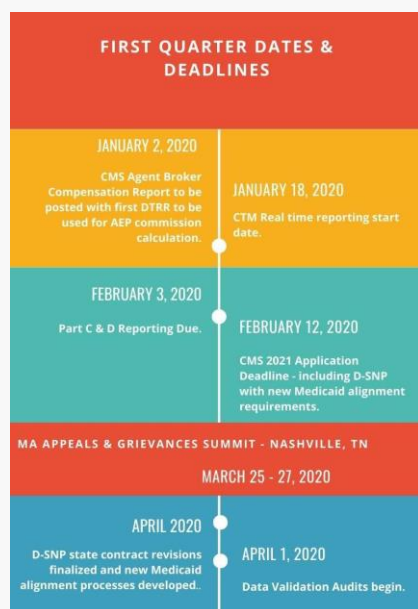 FIRST QUARTER DATES &
DEADLINES
JANUARY 2, 2020
CMS Agent Broker
Compensation Report to be
posted with first DTRR to be
used for AEP commission
calculation.
JANUARY 18, 2020
CTM Real time reporting start
date.
FEBRUARY 3, 2020
Part C & D Reporting Due.
FEBRUARY 12, 2020
CMS 2021 Application
Deadline - including D-SNP
with new Medicaid alignment
requirements.
MA APPEALS & GRIEVANCES SUMMIT - NASHVILLE, TN
MARCH 25 - 27, 2020
APRIL 2020
D-SNP state contract revisions
finalized and new Medicaid
alignment processes developed..
APRIL 1, 2020
Data Validation Audits begin.